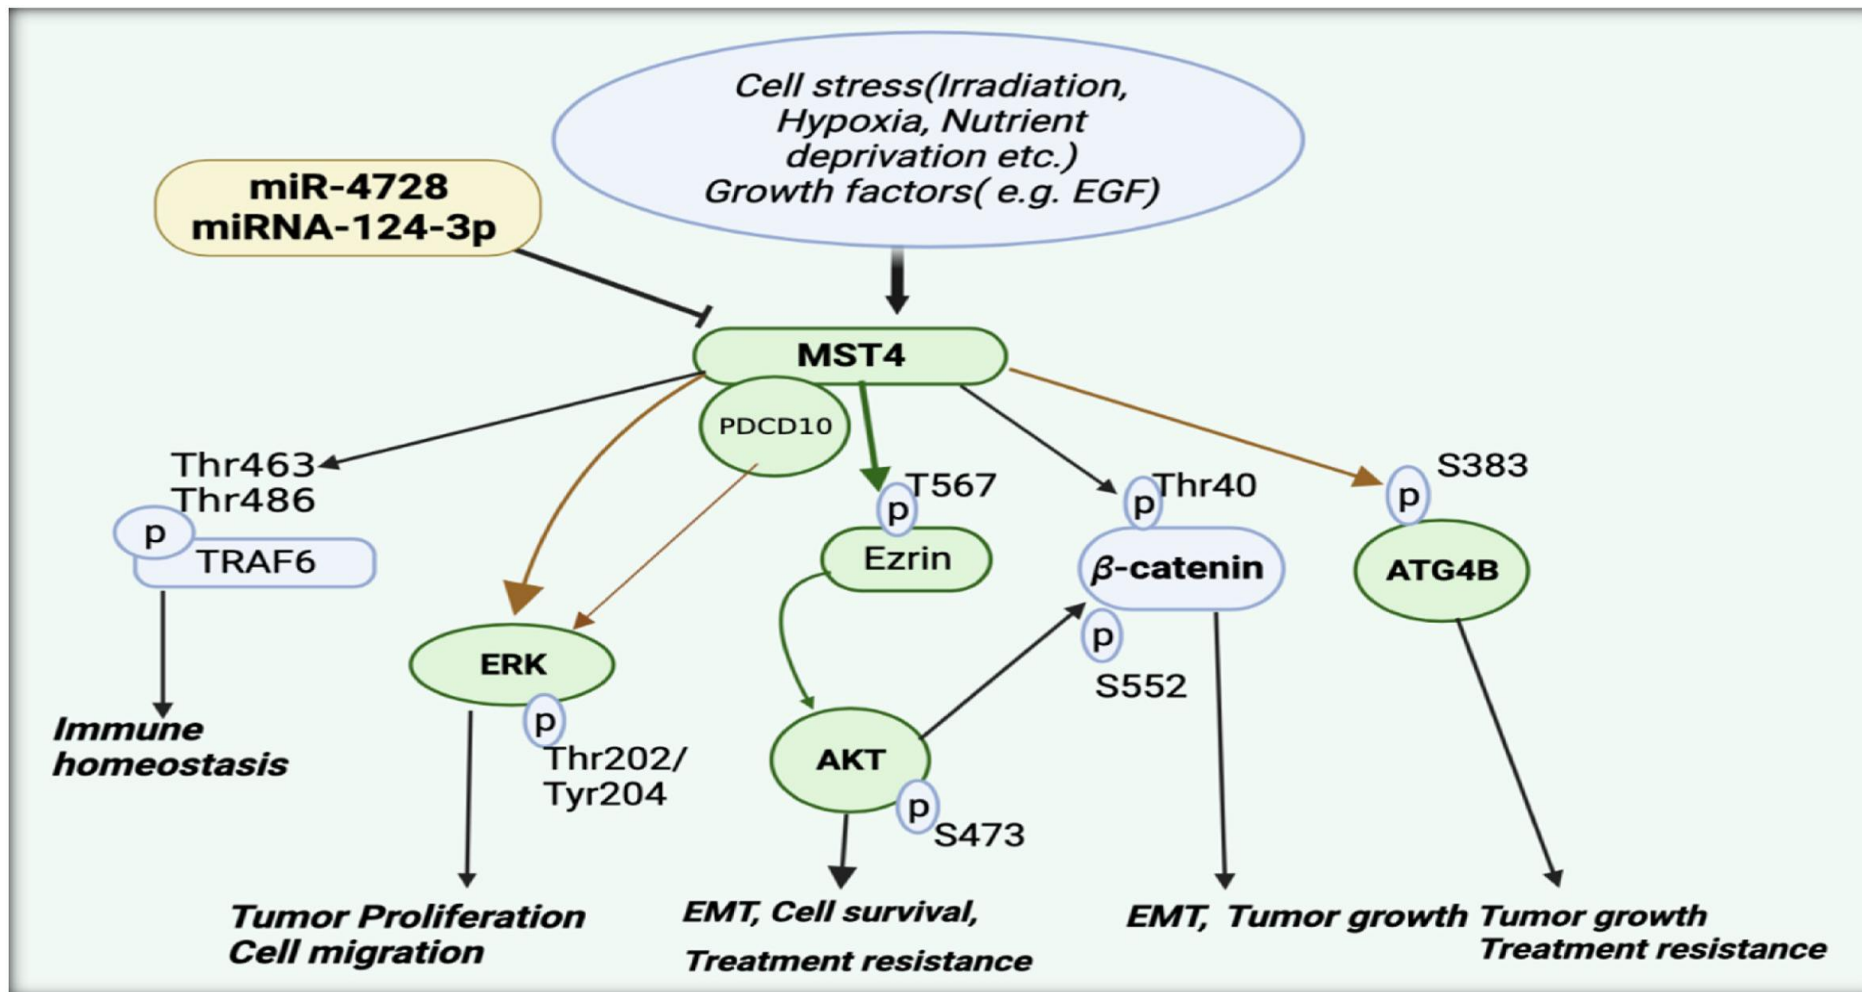 Cell stress(Irradiation,
Hypoxia, Nutrient
deprivation etc.)
Growth factors( e.g. EGF)
miR-4728
miRNA-124-3p
MST4
PDCD10
Thr463
Thr486
p
TRAF6
Immune
homeostasis
ERK
p
Thr202/
Tyr204
Tumor Proliferation
Cell migration
T567
p
Ezrin
AKT
p
S473
EMT, Cell survival,
Treatment resistance
p
Thr40
β-catenin
p
S552
EMT, Tumor growth
S383
p
ATG4B
Tumor growth
Treatment resistance